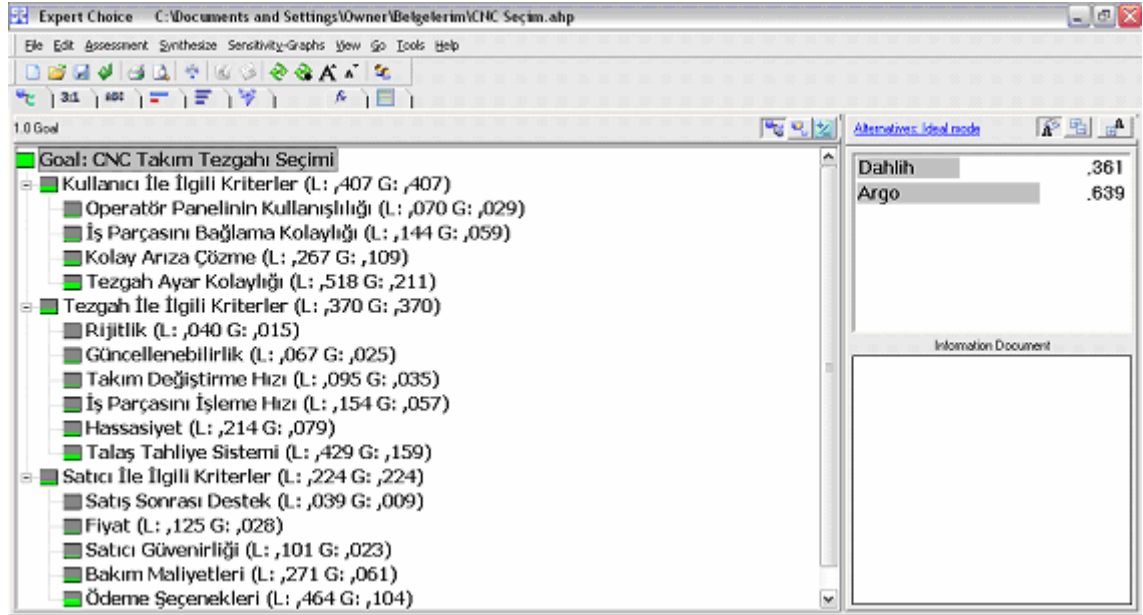 Expert Choice C:\Documents and Settings\Owner\Belgelerim\CNC Seçim.ahp
File Edit Assessment Synthesize Sensitivity-Graphs View Go Tools Help
3:1 ABC
1.0 Goal
Goal: CNC Takım Tezgahı Seçimi
Kullanıcı İle İlgili Kriterler (L: ,407 G: ,407)
Operatör Panelinin Kullanışlılığı (L: ,070 G: ,029)
İş Parçasını Bağlama Kolaylığı (L: ,144 G: ,059)
Kolay Arıza Çözme (L: ,267 G: ,109)
Tezgah Ayar Kolaylığı (L: ,518 G: ,211)
Tezgah İle İlgili Kriterler (L: ,370 G: ,370)
Rijitlik (L: ,040 G: ,015)
Güncellenebilirlik (L: ,067 G: ,025)
Takım Değiştirme Hızı (L: ,095 G: ,035)
İş Parçasını İşleme Hızı (L: ,154 G: ,057)
Hassasiyet (L: ,214 G: ,079)
Talaş Tahliye Sistemi (L: ,429 G: ,159)
Satıcı İle İlgili Kriterler (L: ,224 G: ,224)
Satış Sonrası Destek (L: ,039 G: ,009)
Fiyat (L: ,125 G: ,028)
Satıcı Güvenirliği (L: ,101 G: ,023)
Bakım Maliyetleri (L: ,271 G: ,061)
Ödeme Seçenekleri (L: ,464 G: ,104)
Alternatives: Ideal mode
Dahlih ,361
Argo ,639
Information Document